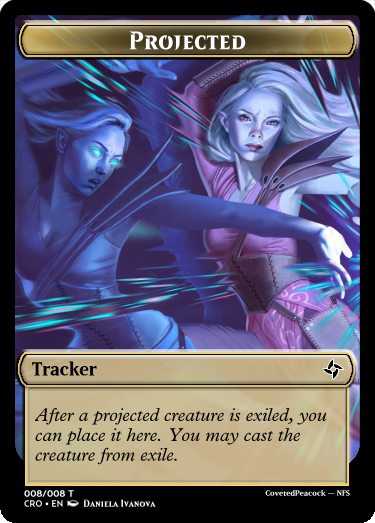 Projected
Tracker
After a projected creature is exiled, you
can place it here. You may cast the
creature from exile.
008/008 T
CRO • EN Daniela Ivanova
CovetedPeacock — NFS